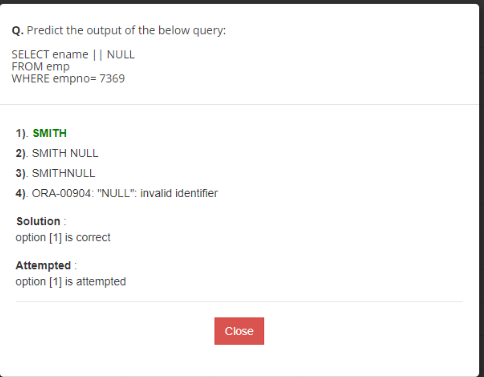 Q. Predict the output of the below query:
SELECT ename || NULL
FROM emp
WHERE empno= 7369
1). SMITH
2). SMITH NULL
3). SMITHNULL
4). ORA-00904: "NULL": invalid identifier
Solution :
option [1] is correct
Attempted :
option [1] is attempted
Close